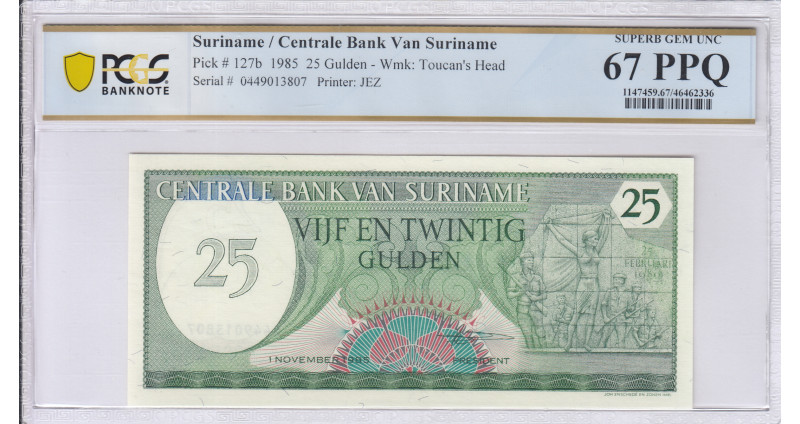 PCGS
BANKNOTE
Suriname / Centrale Bank Van Suriname
Pick # 127b 1985 25 Gulden - Wmk: Toucan's Head
Serial # 0449013807 Printer: JEZ
SUPERB GEM UNC
67 PPQ
1147459.67/46462336
CENTRALE BANK VAN SURINAME
25
25
VIJF EN TWINTIG
GULDEN
25
FEBRUARI
1980
1 NOVEMBER 1985
PRESIDENT